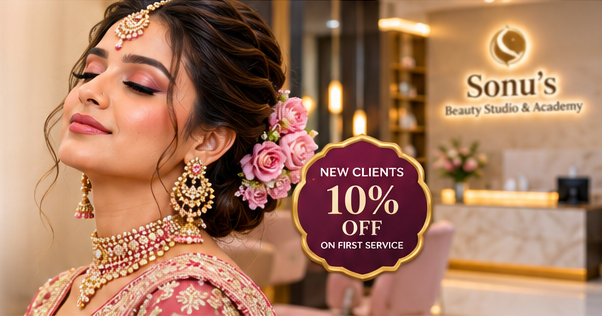 Sonu's
Beauty Studio & Academy
NEW CLIENTS
10%
OFF
ON FIRST SERVICE